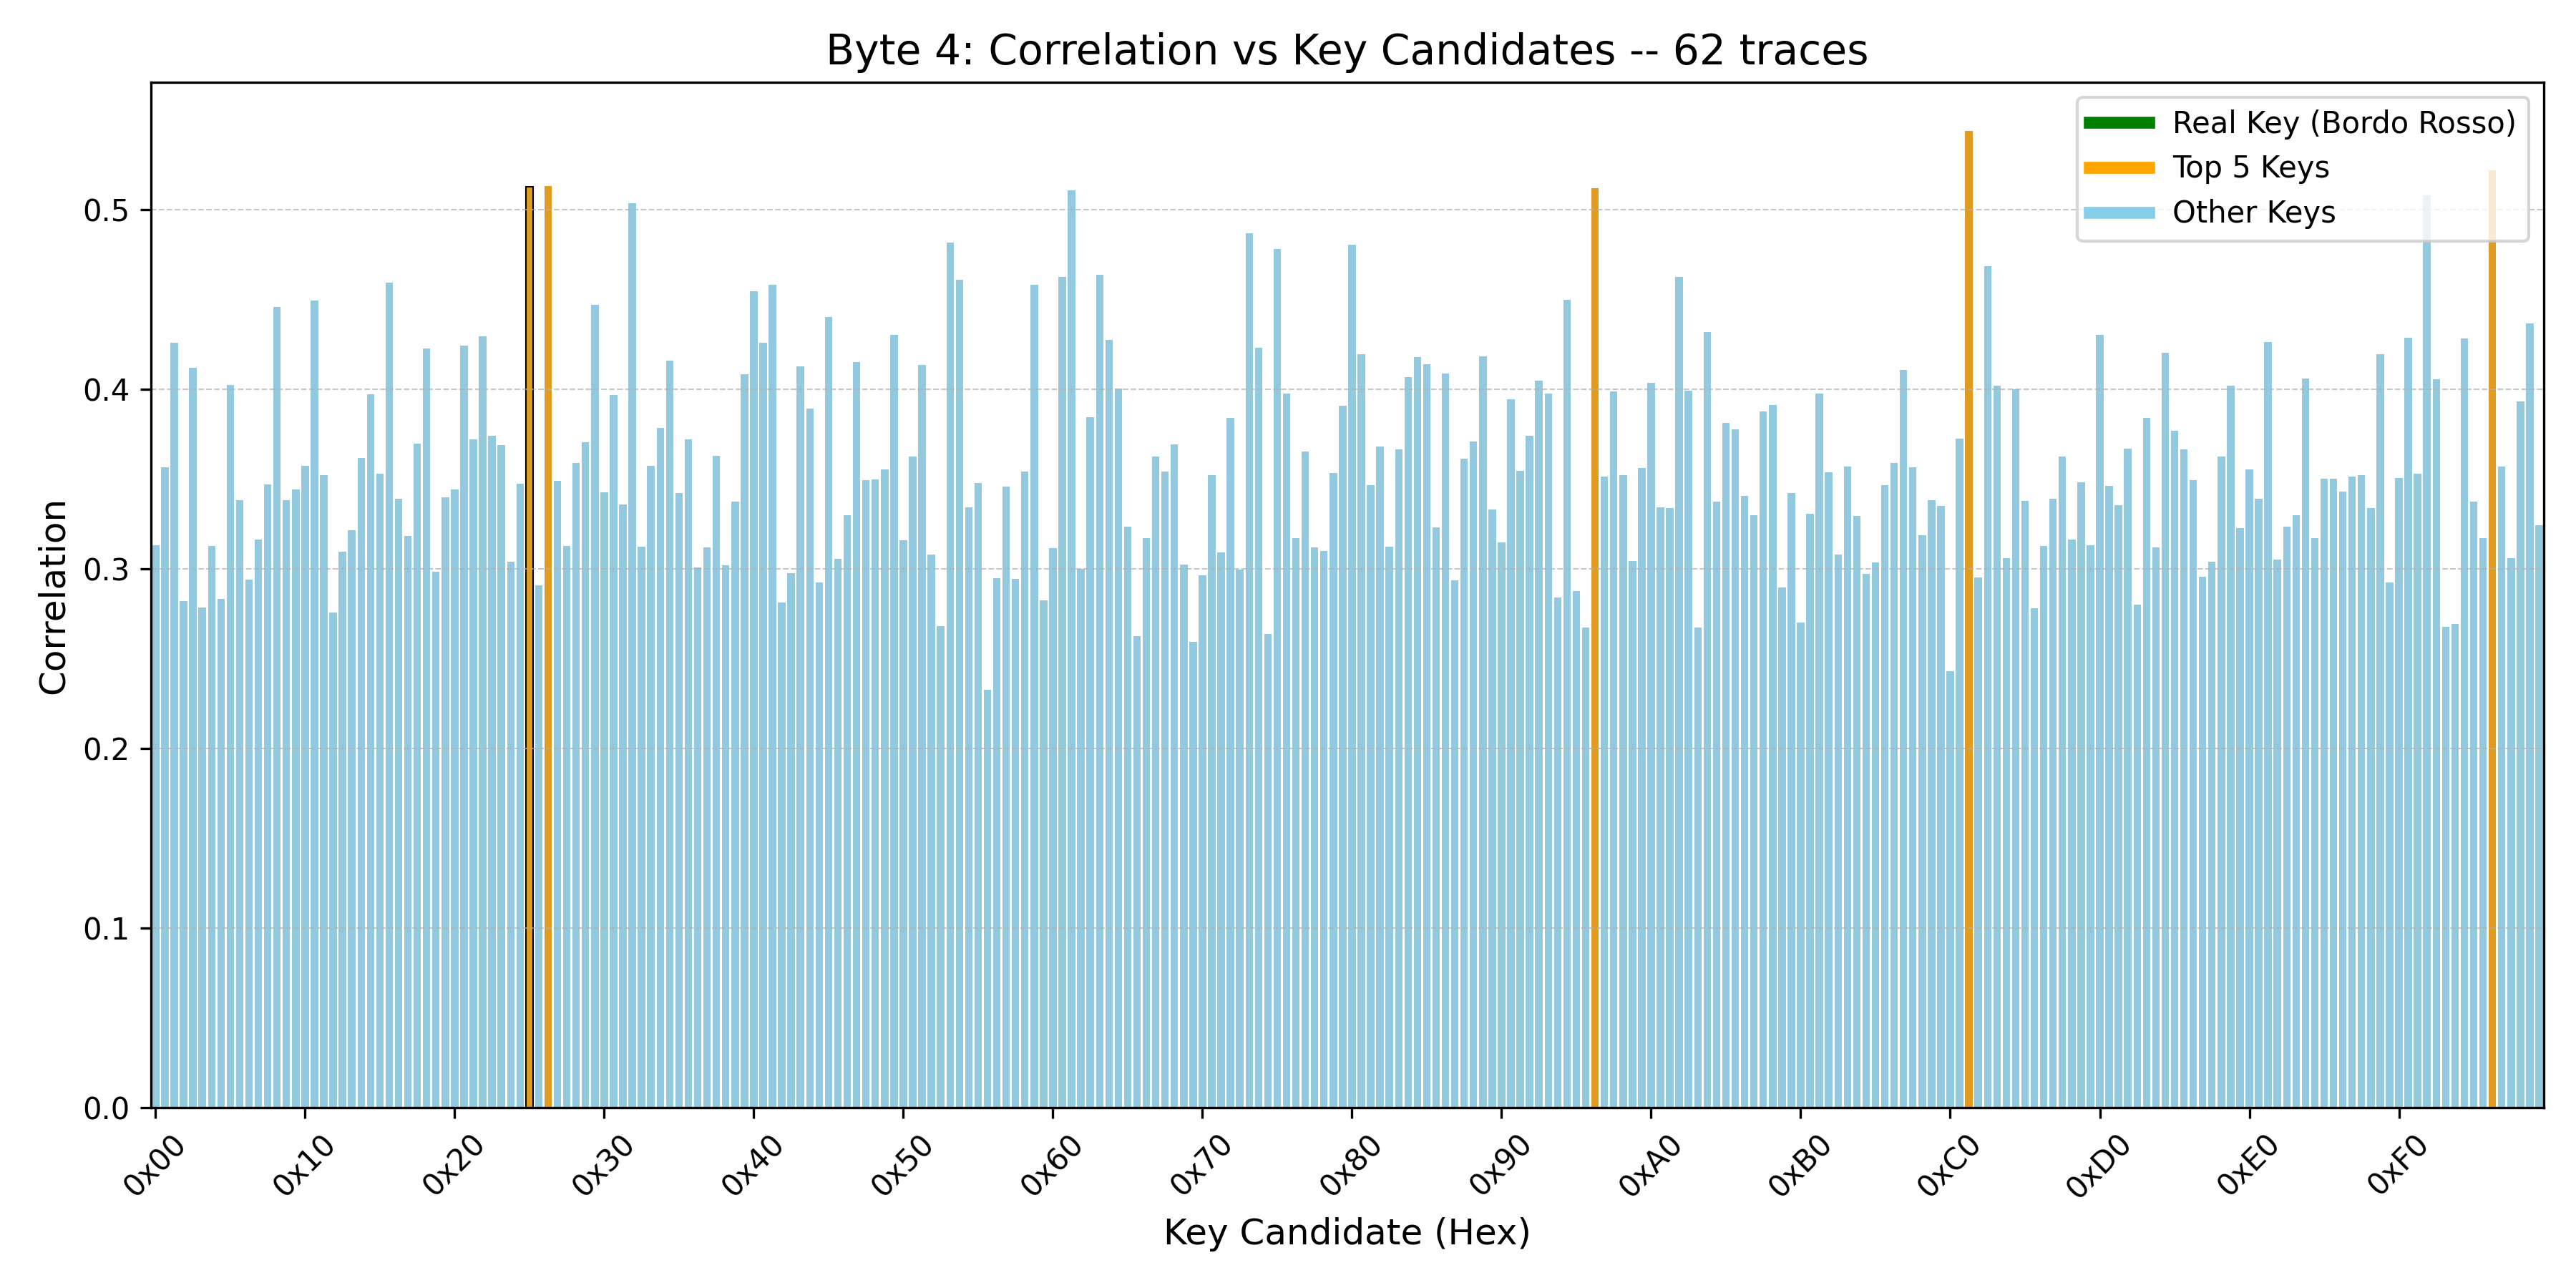 Byte 4: Correlation vs Key Candidates -- 62 traces
Real Key (Bordo Rosso)
Top 5 Keys
Other Keys
Correlation
0.5
0.4
0.3
0.2
0.1
0.0
0x00 0x10 0x20 0x30 0x40 0x50 0x60 0x70 0x80 0x90 0xA0 0xB0 0xC0 0xD0 0xE0 0xF0
Key Candidate (Hex)